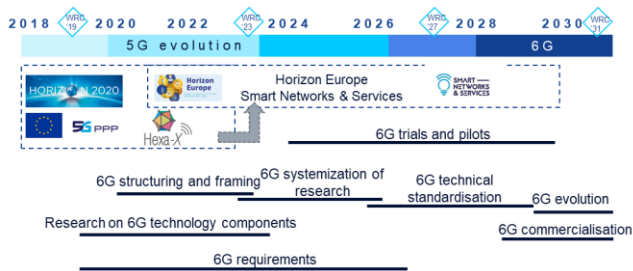 2018 WRC '19 2020 2022 WRC '23 2024 2026 WRC '27 2028 2030 WRC '31
5G evolution 6G
HORIZON 2020
Horizon Europe
Horizon Europe
Smart Networks & Services
SMART NETWORKS & SERVICES
5G PPP
Hexa-X
6G trials and pilots
6G structuring and framing
6G systemization of research
6G technical standardisation
6G evolution
Research on 6G technology components
6G commercialisation
6G requirements